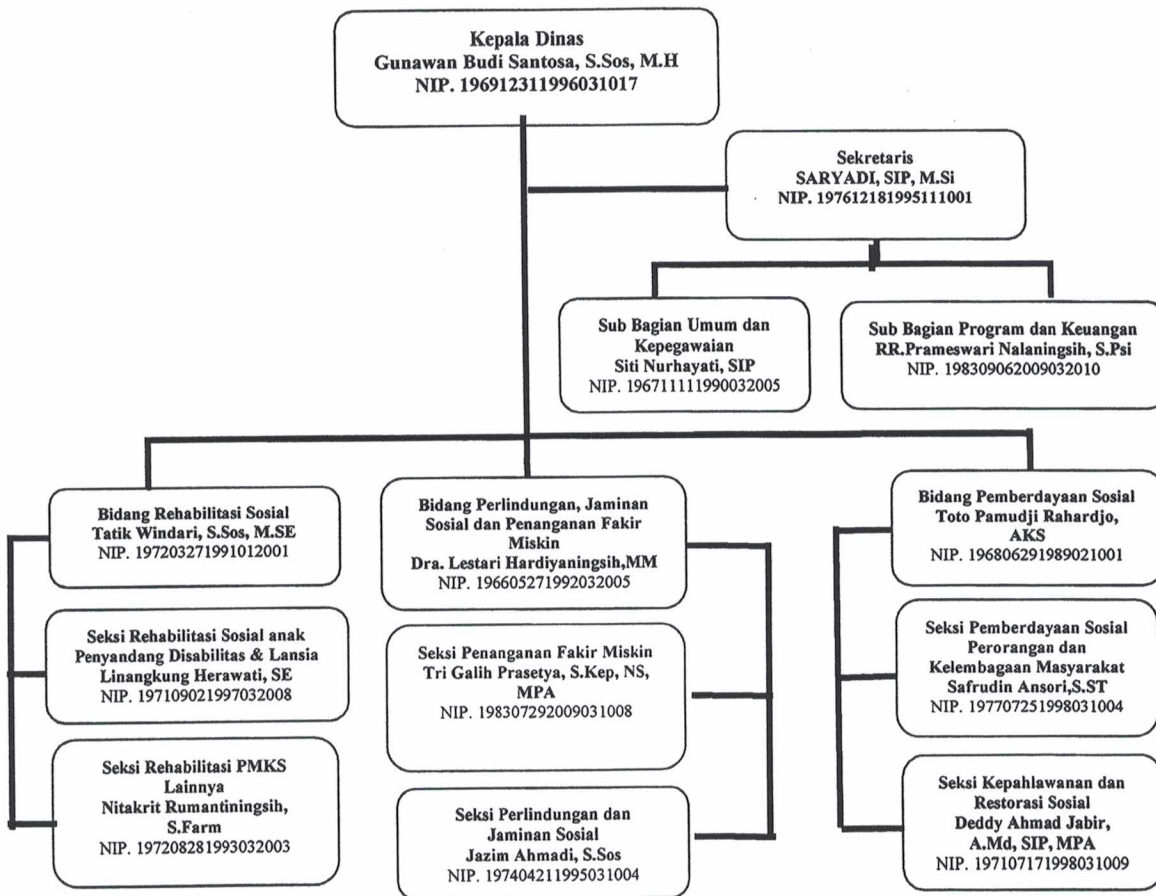 Kepala Dinas
Gunawan Budi Santosa, S.Sos, M.H
NIP. 196912311996031017
Sekretaris
SARYADI, SIP, M.Si
NIP. 197612181995111001
Sub Bagian Umum dan
Kepegawaian
Siti Nurhayati, SIP
NIP. 196711111990032005
Sub Bagian Program dan Keuangan
RR.Prameswari Nalaningsih, S.Psi
NIP. 198309062009032010
Bidang Rehabilitasi Sosial
Tatik Windari, S.Sos, M.SE
NIP. 197203271991012001
Seksi Rehabilitasi Sosial anak
Penyandang Disabilitas & Lansia
Linangkung Herawati, SE
NIP. 197109021997032008
Seksi Rehabilitasi PMKS
Lainnya
Nitakrit Rumantiningsih,
S.Farm
NIP. 197208281993032003
Bidang Perlindungan, Jaminan
Sosial dan Penanganan Fakir
Miskin
Dra. Lestari Hardiyaningsih,MM
NIP. 196605271992032005
Seksi Penanganan Fakir Miskin
Tri Galih Prasetya, S.Kep, NS,
MPA
NIP. 198307292009031008
Seksi Perlindungan dan
Jaminan Sosial
Jazim Ahmadi, S.Sos
NIP. 197404211995031004
Bidang Pemberdayaan Sosial
Toto Pamudji Rahardjo,
AKS
NIP. 196806291989021001
Seksi Pemberdayaan Sosial
Perorangan dan
Kelembagaan Masyarakat
Safrudin Ansori,S.ST
NIP. 197707251998031004
Seksi Kepahlawanan dan
Restorasi Sosial
Deddy Ahmad Jabir,
A.Md, SIP, MPA
NIP. 197107171998031009